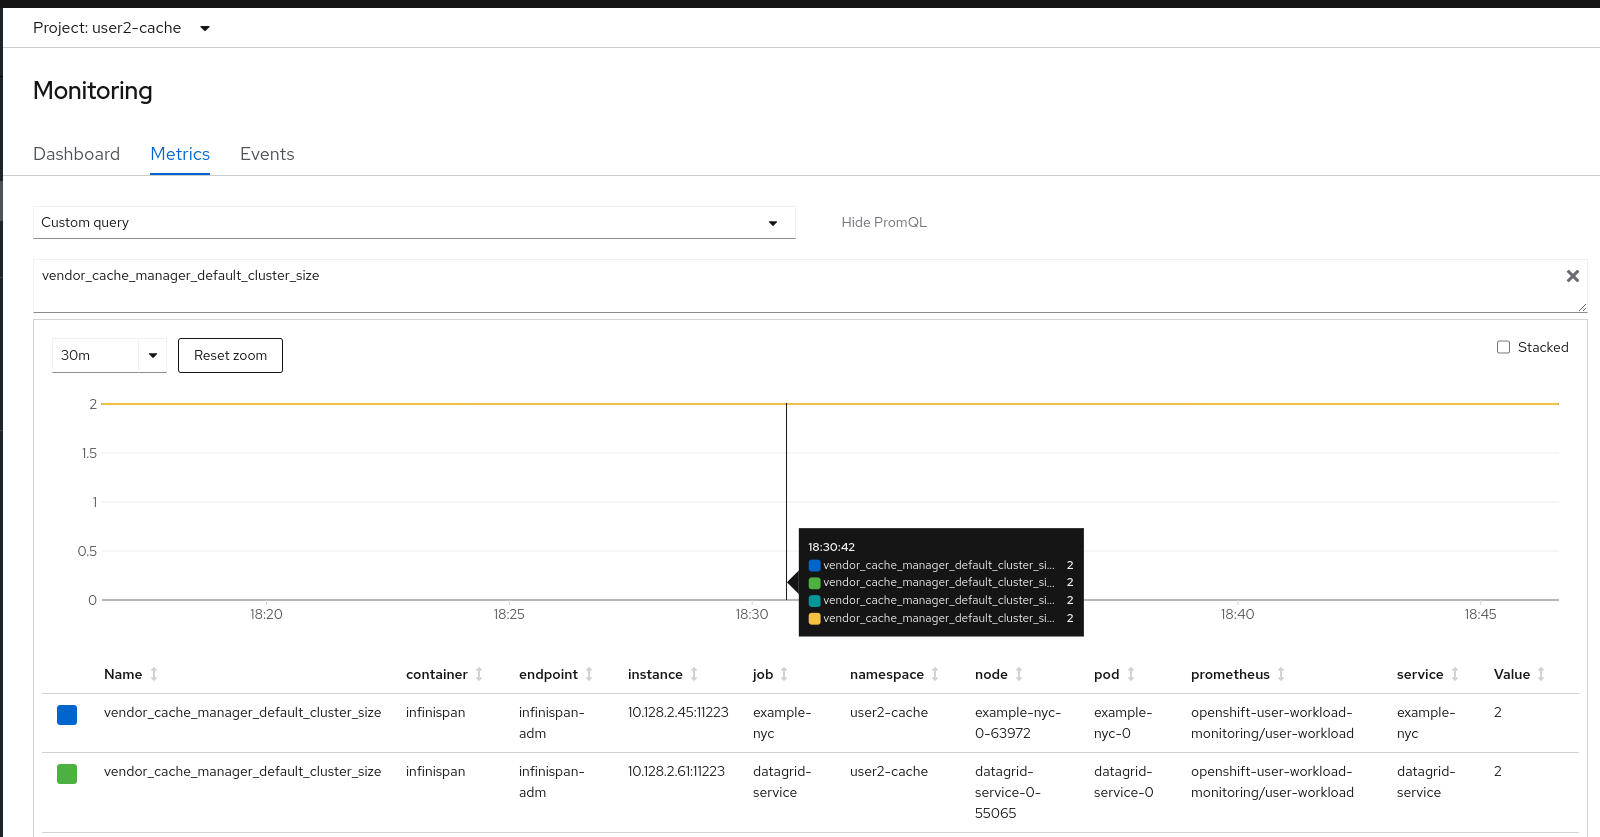 Project: user2-cache
Monitoring
Dashboard Metrics Events
Custom query Hide PromQL
vendor_cache_manager_default_cluster_size
30m Reset zoom Stacked
2
1.5
1
0.5
0
18:20 18:25 18:30 18:40 18:45
18:30:42
vendor_cache_manager_default_cluster_si... 2
vendor_cache_manager_default_cluster_si... 2
vendor_cache_manager_default_cluster_si... 2
vendor_cache_manager_default_cluster_si... 2
Name container endpoint instance job namespace node pod prometheus service Value
vendor_cache_manager_default_cluster_size infinispan infinispan- 10.128.2.45:11223 example- user2-cache example-nyc- example- openshift-user-workload- example- 2
adm nyc 0-63972 nyc-0 monitoring/user-workload nyc
vendor_cache_manager_default_cluster_size infinispan infinispan- 10.128.2.61:11223 datagrid- user2-cache datagrid- datagrid- openshift-user-workload- datagrid- 2
adm service service-0- service-0 monitoring/user-workload service
55065